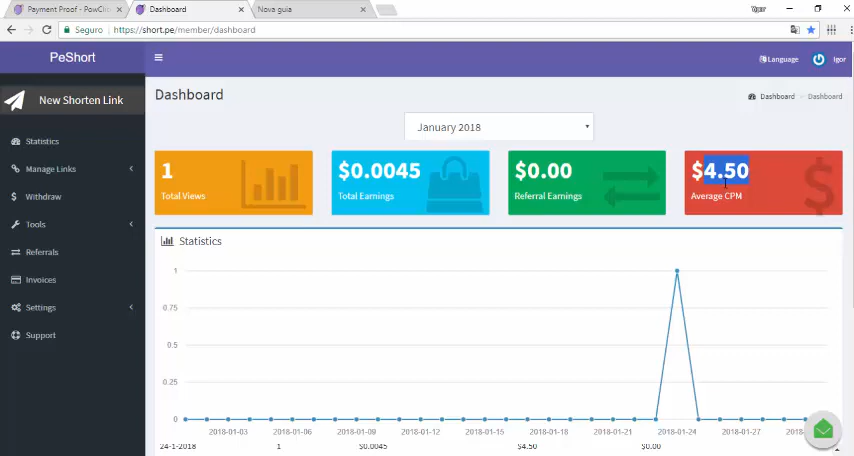 Payment Proof - PowClic
Dashboard
Nova guia
Seguro
https://short.pe/member/dashboard
PeShort
Language
Igor
New Shorten Link
Dashboard
Dashboard
Dashboard
January 2018
Statistics
Manage Links
Withdraw
Tools
Referrals
Invoices
Settings
Support
1
Total Views
$0.0045
Total Earnings
$0.00
Referral Earnings
$4.50
Average CPM
Statistics
1
0.75
0.5
0.25
0
2018-01-03 2018-01-06 2018-01-09 2018-01-12 2018-01-15 2018-01-18 2018-01-21 2018-01-24 2018-01-27 2018-
24-1-2018 1 $0.0045 $4.50 $0.00